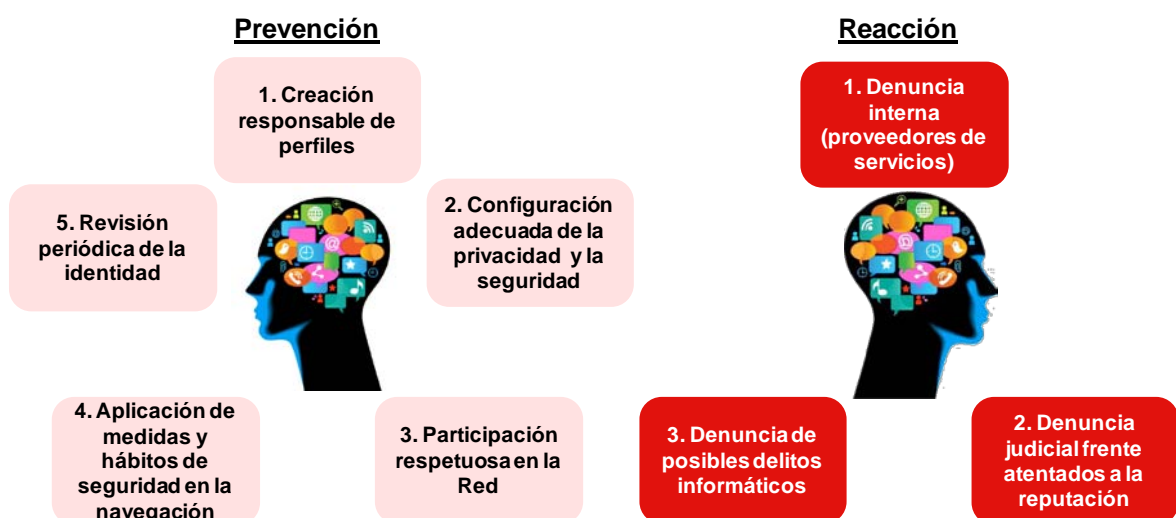 Prevención
1. Creación
responsable de
perfiles
2. Configuración
adecuada de la
privacidad y la
seguridad
3. Participación
respetuosa en la
Red
4. Aplicación de
medidas y
hábitos de
seguridad en la
navegación
5. Revisión
periódica de la
identidad
Reacción
1. Denuncia
interna
(proveedores de
servicios)
2. Denuncia
judicial frente
atentados a la
reputación
3. Denuncia de
posibles delitos
informáticos